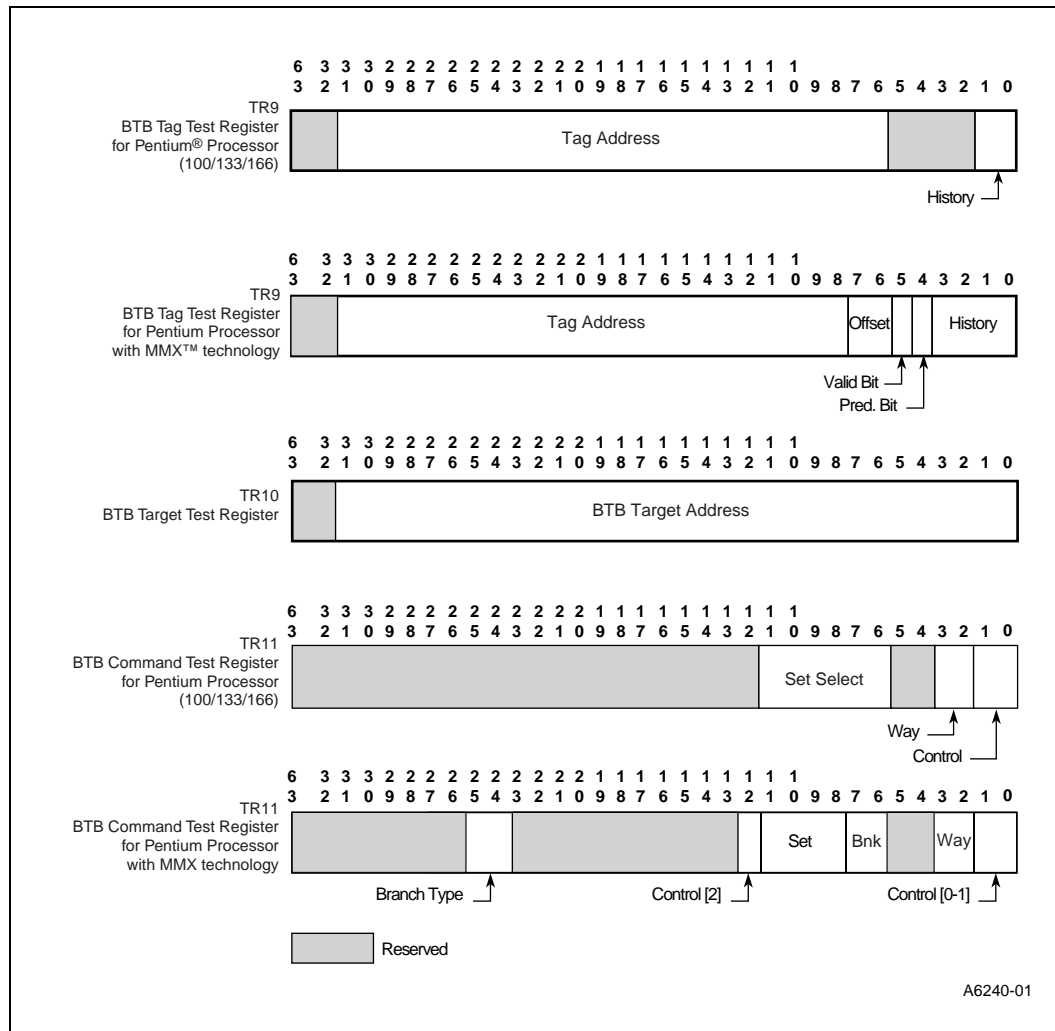 6 3 3 3 2 2 2 2 2 2 2 2 2 2 1 1 1 1 1 1 1 1 1 1
3 2 1 0 9 8 7 6 5 4 3 2 1 0 9 8 7 6 5 4 3 2 1 0 9 8 7 6 5 4 3 2 1 0
TR9
BTB Tag Test Register
for Pentium® Processor
(100/133/166)
Tag Address
History
6 3 3 3 2 2 2 2 2 2 2 2 2 2 1 1 1 1 1 1 1 1 1 1
3 2 1 0 9 8 7 6 5 4 3 2 1 0 9 8 7 6 5 4 3 2 1 0 9 8 7 6 5 4 3 2 1 0
TR9
BTB Tag Test Register
for Pentium Processor
with MMX™ technology
Tag Address
Offset
History
Valid Bit
Pred. Bit
6 3 3 3 2 2 2 2 2 2 2 2 2 2 1 1 1 1 1 1 1 1 1 1
3 2 1 0 9 8 7 6 5 4 3 2 1 0 9 8 7 6 5 4 3 2 1 0 9 8 7 6 5 4 3 2 1 0
TR10
BTB Target Test Register
BTB Target Address
6 3 3 3 2 2 2 2 2 2 2 2 2 2 1 1 1 1 1 1 1 1 1 1
3 2 1 0 9 8 7 6 5 4 3 2 1 0 9 8 7 6 5 4 3 2 1 0 9 8 7 6 5 4 3 2 1 0
TR11
BTB Command Test Register
for Pentium Processor
(100/133/166)
Set Select
Way
Control
6 3 3 3 2 2 2 2 2 2 2 2 2 2 1 1 1 1 1 1 1 1 1 1
3 2 1 0 9 8 7 6 5 4 3 2 1 0 9 8 7 6 5 4 3 2 1 0 9 8 7 6 5 4 3 2 1 0
TR11
BTB Command Test Register
for Pentium Processor
with MMX technology
Set
Bnk
Way
Branch Type
Control [2]
Control [0-1]
Reserved
A6240-01